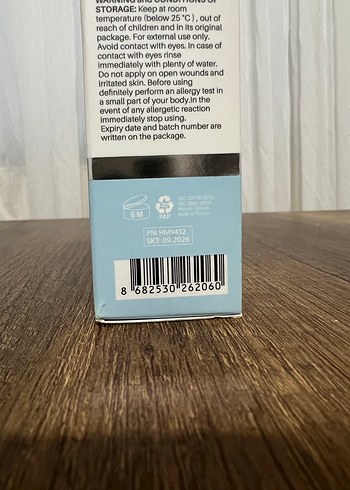 WARNING and CONDITIONS OF
STORAGE: Keep at room
temperature (below 25 °C ), out of
reach of children and in its original
package. For external use only.
Avoid contact with eyes. In case of
contact with eyes rinse
immediately with plenty of water.
Do not apply on open wounds and
irritated skin. Before using
definitely perform an allergy test in
a small part of your body.In the
event of any allergetic reaction
immediately stop using.
Expiry date and batch number are
written on the package.
6 M
PAP
PN: HM9432
SKT: 09.2026
8 682530 262060